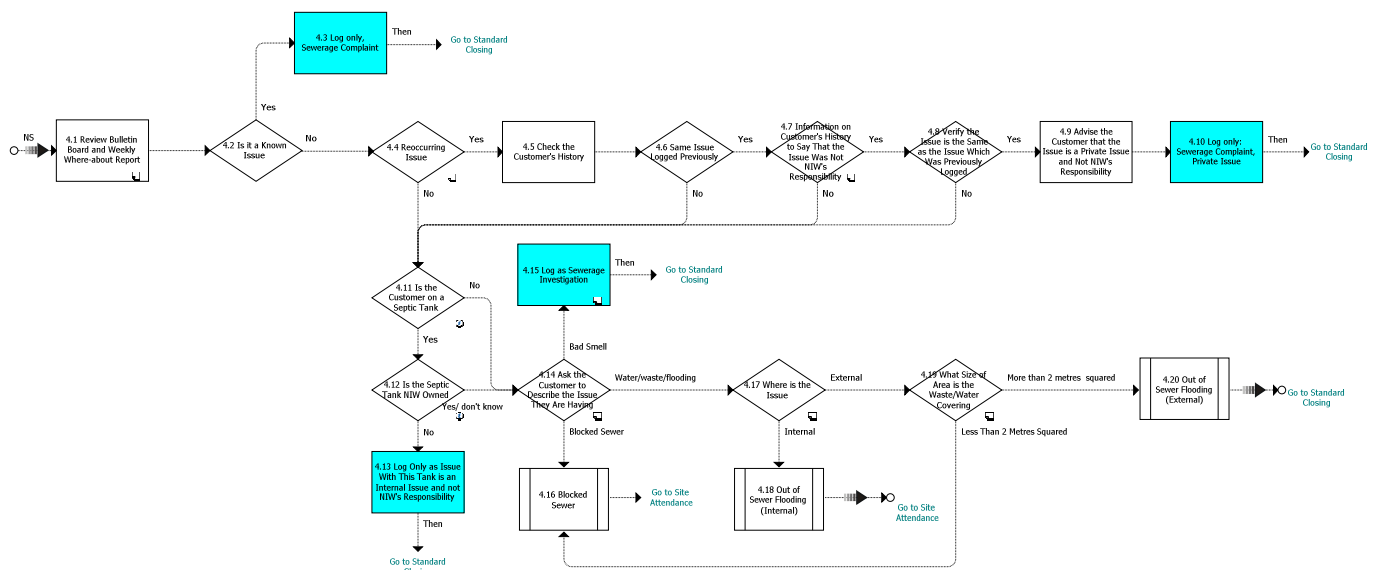 4.3 Log only,
Sewerage Complaint
Then
Go to Standard
Closing
Yes
NS
4.1 Review Bulletin
Board and Weekly
Where-about Report
4.2 Is it a Known
Issue
No
4.4 Reoccurring
Issue
Yes
4.5 Check the
Customer's History
4.6 Same Issue
Logged Previously
Yes
4.7 Information on
Customer's History
to Say That the
Issue Was Not
NIW's
Responsibility
Yes
4.8 Verify the
Issue is the Same
as the Issue Which
Was Previously
Logged
Yes
4.9 Advise the
Customer that the
Issue is a Private Issue
and Not NIW's
Responsibility
4.10 Log only:
Sewerage Complaint,
Private Issue
Then
Go to Standard
Closing
No
No
No
No
4.15 Log as Sewerage
Investigation
Then
Go to Standard
Closing
4.11 Is the
Customer on a
Septic Tank
No
Yes
Bad Smell
4.12 Is the Septic
Tank NIW Owned
Yes/ don't know
4.14 Ask the
Customer to
Describe the Issue
They Are Having
Water/waste/flooding
4.17 Where is the
Issue
External
4.19 What Size of
Area is the
Waste/Water
Covering
More than 2 metres squared
4.20 Out of
Sewer Flooding
(External)
Go to Standard
Closing
No
Blocked Sewer
Internal
Less Than 2 Metres Squared
4.13 Log Only as Issue
With This Tank is an
Internal Issue and not
NIW's Responsibility
4.16 Blocked
Sewer
Go to Site
Attendance
4.18 Out of
Sewer Flooding
(Internal)
Go to Site
Attendance
Then
Go to Standard
Closing